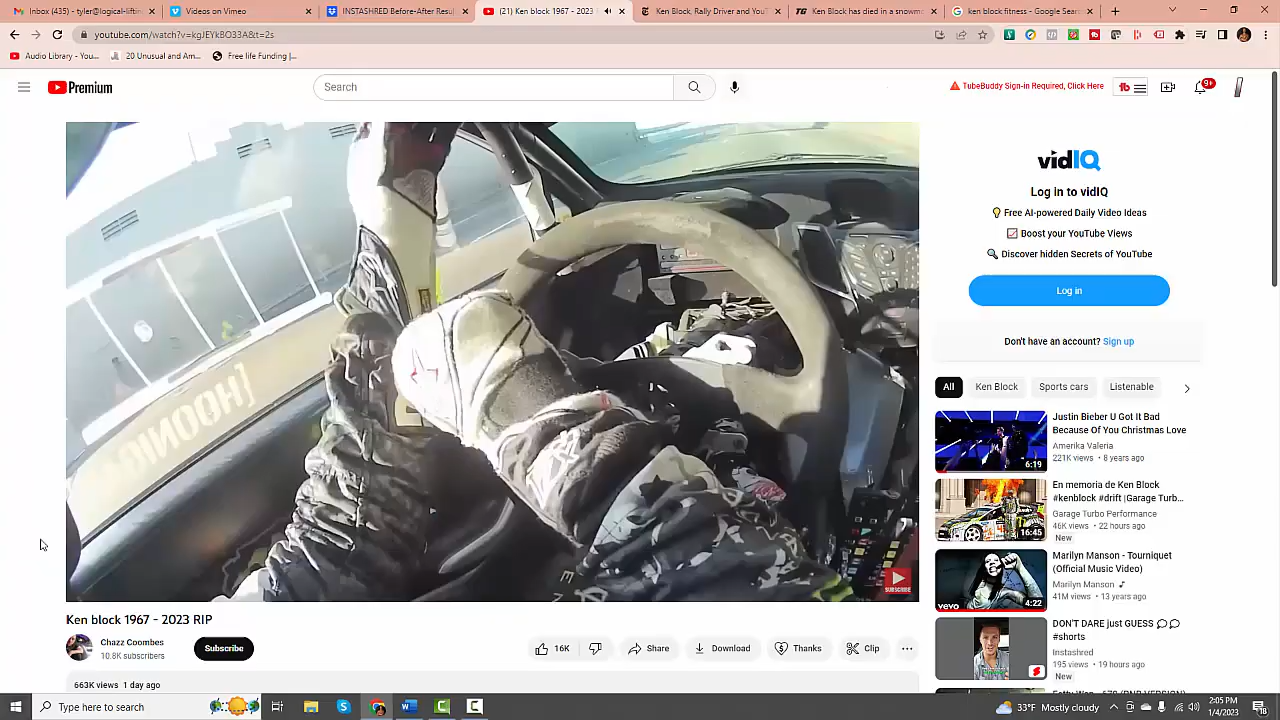 Inbox (435) - tyler@logical-liftin
Videos on Vimeo
INSTASHRED Before-After Resul
(21) Ken block 1967 - 2023 R
Ken Block, Rally Driver and YouT
Ken Block has died in a snowm
ken block fitness - Google Searc
youtube.com/watch?v=kgJEYkBO33A&t=2s
Audio Library - You...
20 Unusual and Am...
Free life Funding |...
Premium
Search
TubeBuddy Sign-in Required, Click Here
tb
9+
vidIQ
Log in to vidIQ
Free AI-powered Daily Video Ideas
Boost your YouTube Views
Discover hidden Secrets of YouTube
Log in
Don't have an account? Sign up
All
Ken Block
Sports cars
Listenable
Justin Bieber U Got It Bad
Because Of You Christmas Love
Amerika Valeria
221K views • 8 years ago
6:19
En memoria de Ken Block
#kenblock #drift |Garage Turb...
Garage Turbo Performance
46K views • 22 hours ago
New
16:45
Marilyn Manson - Tourniquet
(Official Music Video)
Marilyn Manson
41M views • 13 years ago
vevo
4:22
DON'T DARE just GUESS
#shorts
Instashred
195 views • 19 hours ago
New
SUBSCRIBE
Ken block 1967 - 2023 RIP
Chazz Coombes
10.8K subscribers
Subscribe
16K
Share
Download
Thanks
Clip
663K views 1 day ago
Type here to search
33°F Mostly cloudy
2:05 PM
1/4/2023